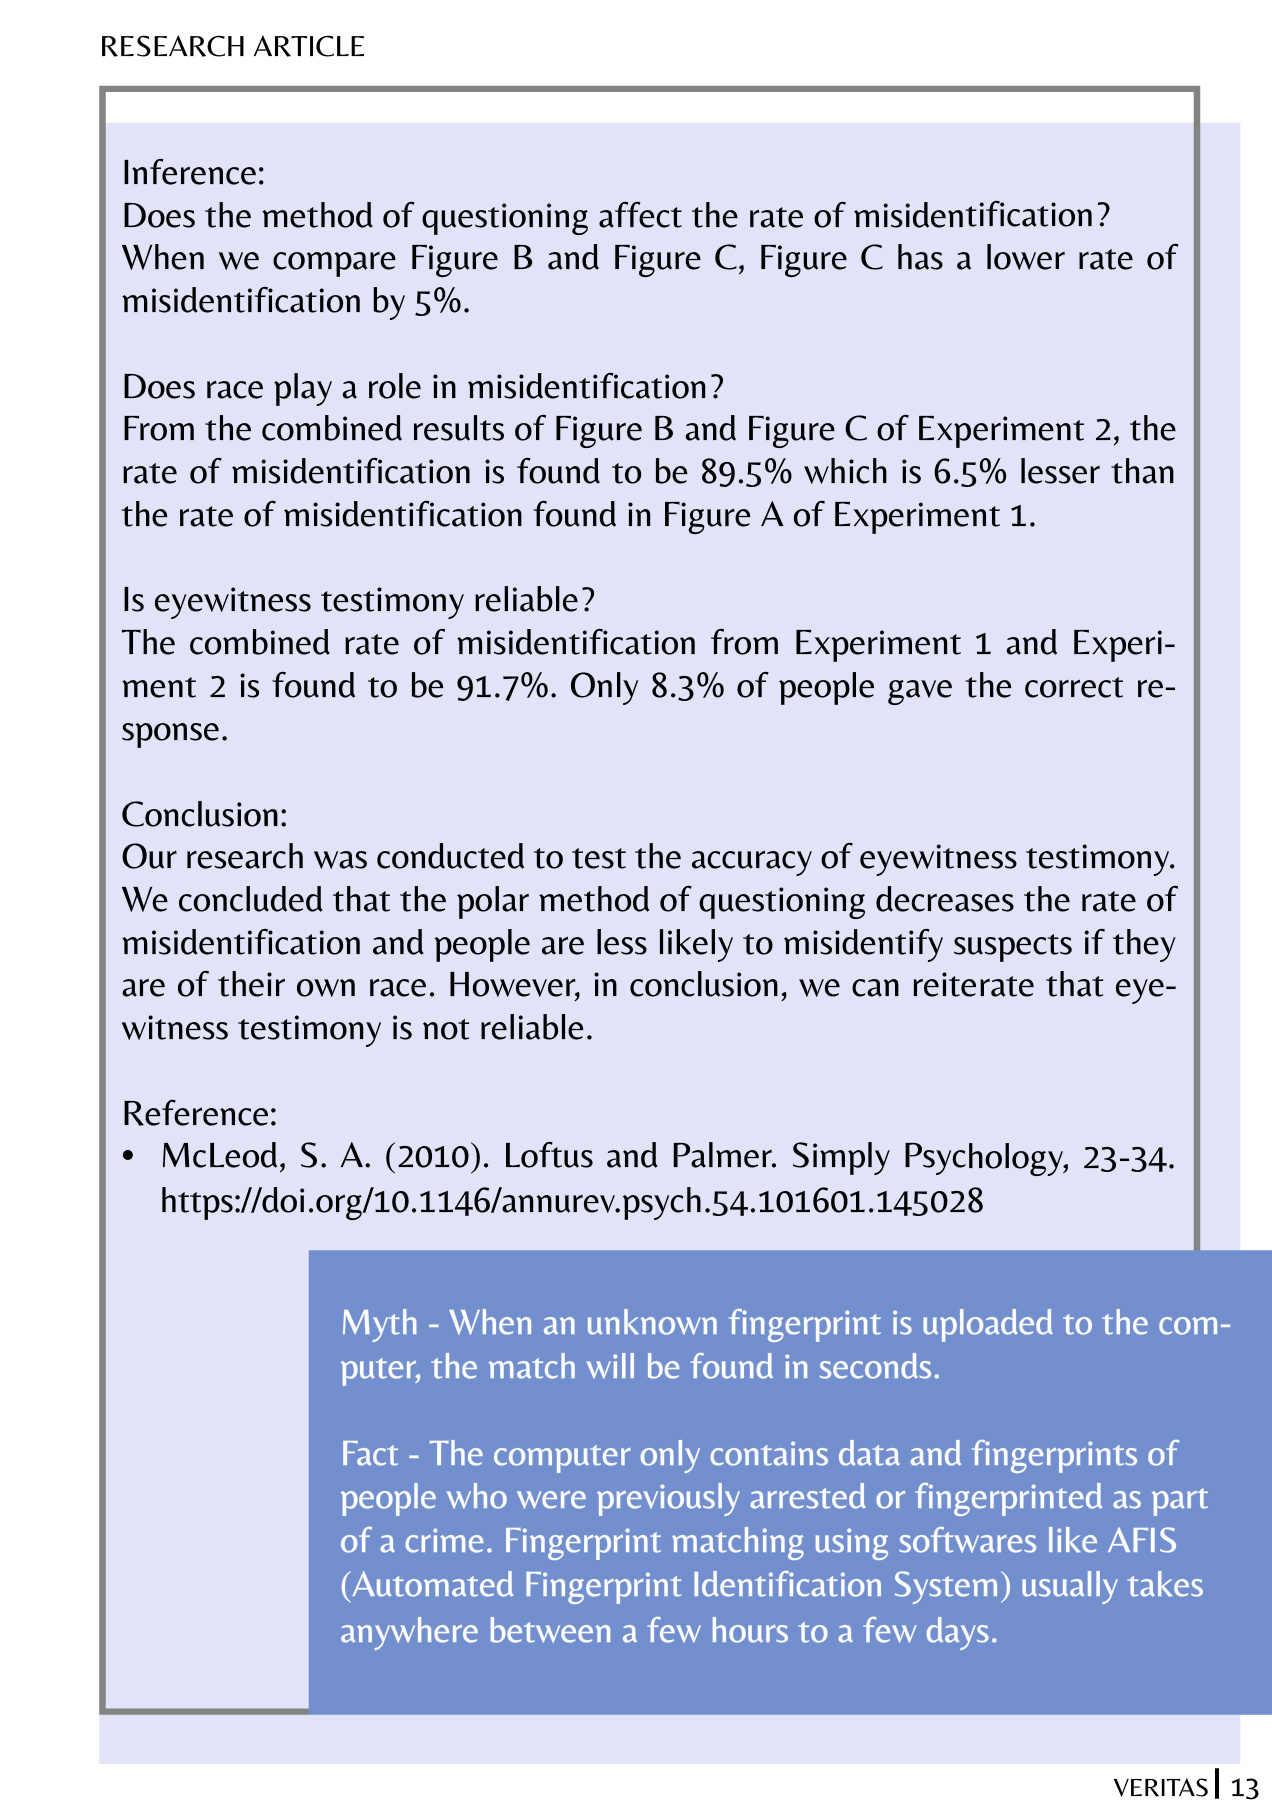 RESEARCH ARTICLE
Inference:
Does the method of questioning affect the rate of misidentification?
When we compare Figure B and Figure C, Figure C has a lower rate of
misidentification by 5%.
Does race play a role in misidentification?
From the combined results of Figure B and Figure C of Experiment 2, the
rate of misidentification is found to be 89.5% which is 6.5% lesser than
the rate of misidentification found in Figure A of Experiment 1.
Is eyewitness testimony reliable?
The combined rate of misidentification from Experiment 1 and Experi-
ment 2 is found to be 91.7%. Only 8.3% of people gave the correct re-
sponse.
Conclusion:
Our research was conducted to test the accuracy of eyewitness testimony.
We concluded that the polar method of questioning decreases the rate of
misidentification and people are less likely to misidentify suspects if they
are of their own race. However, in conclusion, we can reiterate that eye-
witness testimony is not reliable.
Reference:
• McLeod, S. A. (2010). Loftus and Palmer. Simply Psychology, 23-34.
https://doi.org/10.1146/annurev.psych.54.101601.145028
Myth - When an unknown fingerprint is uploaded to the com-
puter, the match will be found in seconds.
Fact - The computer only contains data and fingerprints of
people who were previously arrested or fingerprinted as part
of a crime. Fingerprint matching using softwares like AFIS
(Automated Fingerprint Identification System) usually takes
anywhere between a few hours to a few days.
VERITAS | 13